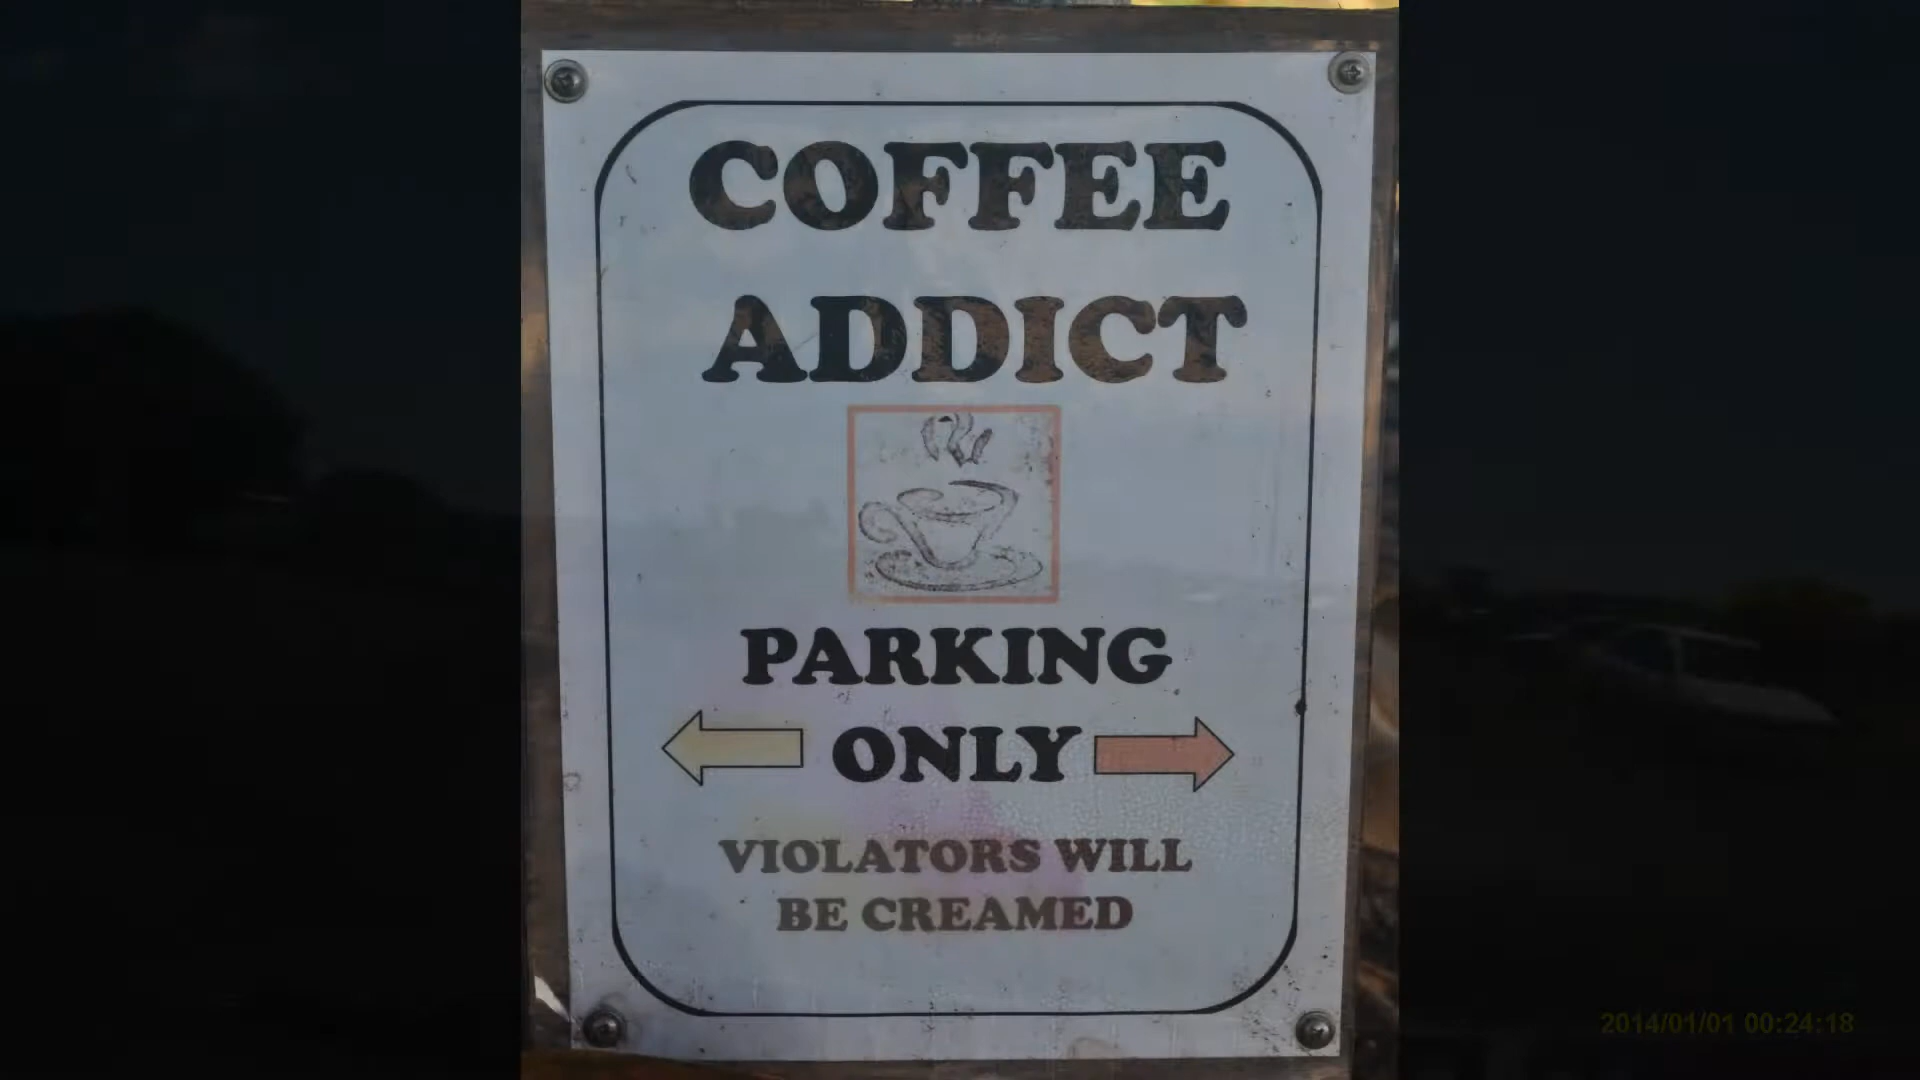 COFFEE
ADDICT
PARKING
ONLY
VIOLATORS WILL
BE CREAMED
2014/01/01 00:24:18